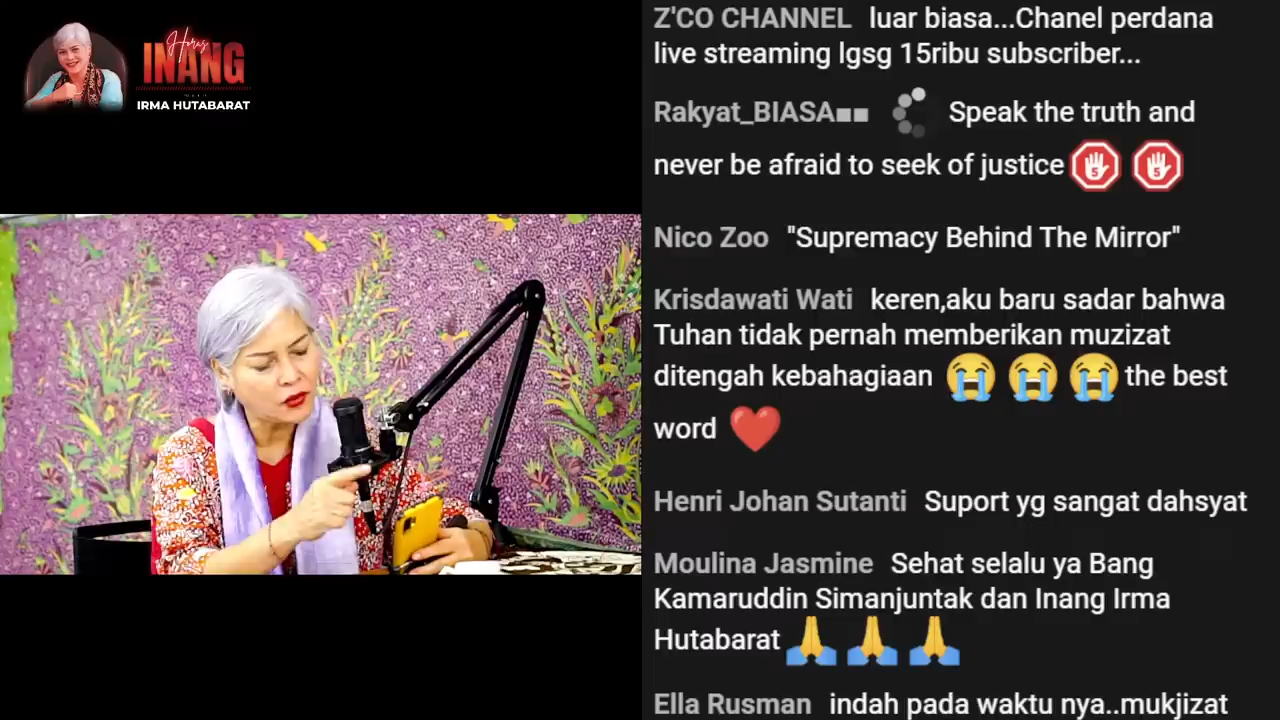 Horas
INANG
IRMA HUTABARAT
Z'CO CHANNEL luar biasa...Chanel perdana
live streaming lgsg 15ribu subscriber...
Rakyat_BIASA■■ Speak the truth and
never be afraid to seek of justice 5 5
Nico Zoo "Supremacy Behind The Mirror"
Krisdawati Wati keren,aku baru sadar bahwa
Tuhan tidak pernah memberikan muzizat
ditengah kebahagiaan 😭 😭 😭 the best
word ❤️
Henri Johan Sutanti Suport yg sangat dahsyat
Moulina Jasmine Sehat selalu ya Bang
Kamaruddin Simanjuntak dan Inang Irma
Hutabarat 🙏 🙏 🙏
Ella Rusman indah pada waktu nya..mukjizat